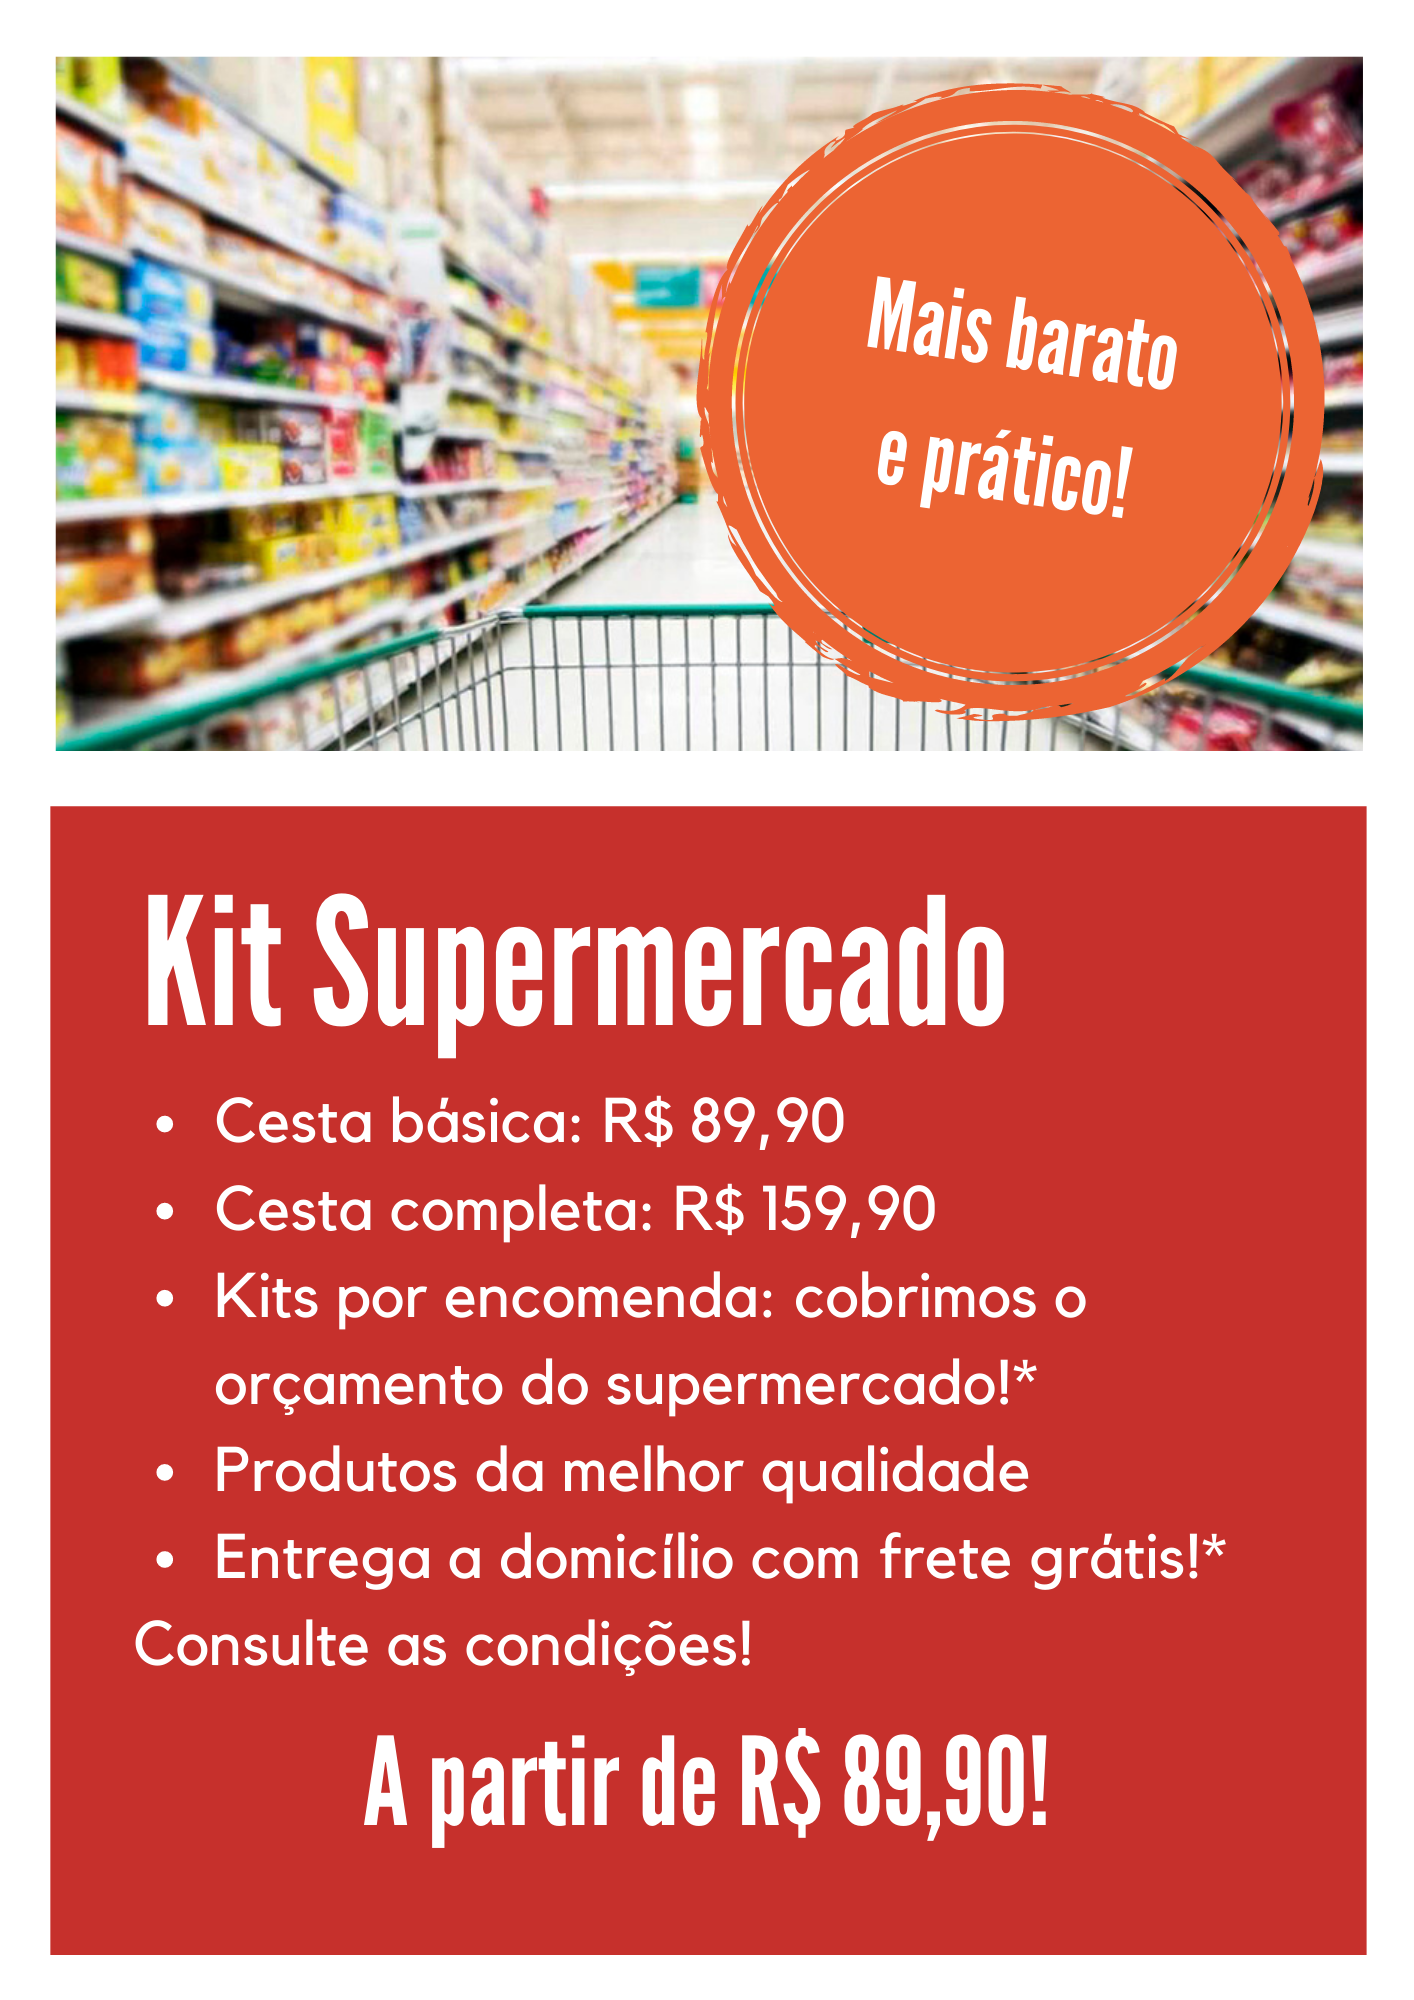 Mais barato
e prático!
Kit Supermercado
• Cesta básica: R$ 89,90
• Cesta completa: R$ 159,90
• Kits por encomenda: cobrimos o
orçamento do supermercado!*
• Produtos da melhor qualidade
• Entrega a domicílio com frete grátis!*
Consulte as condições!
A partir de R$ 89,90!